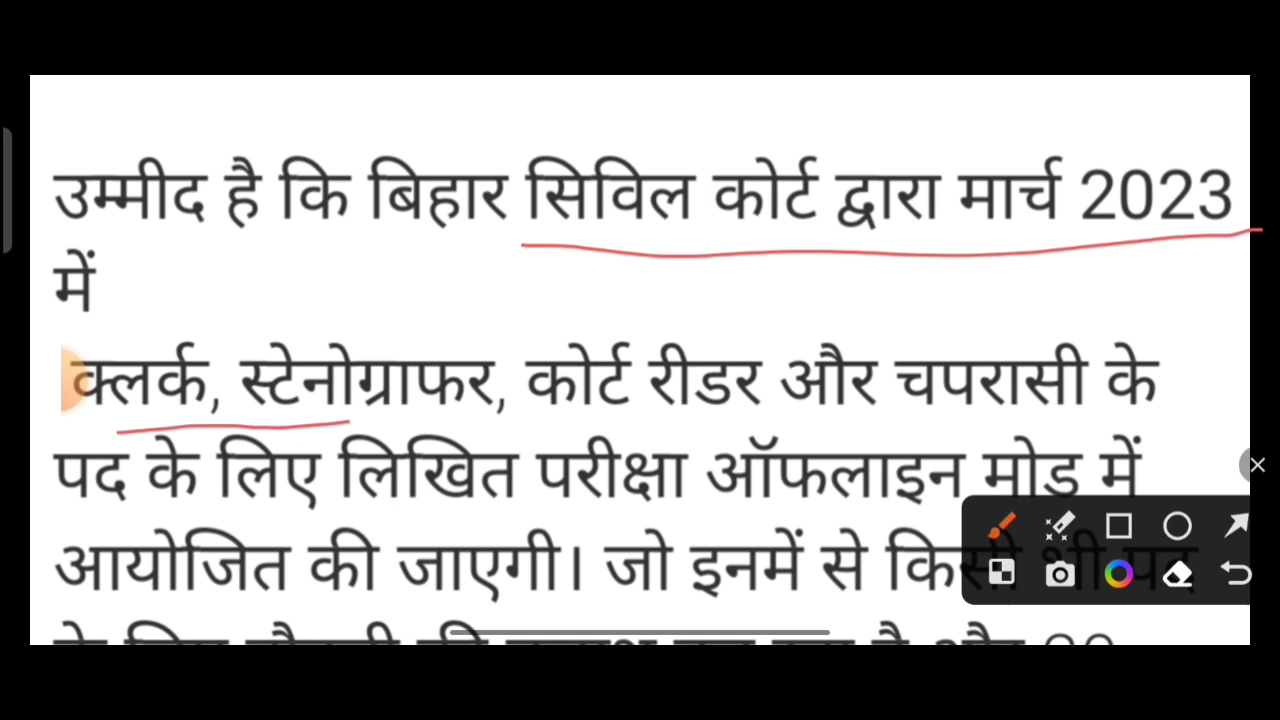 उम्मीद है कि बिहार सिविल कोर्ट द्वारा मार्च 2023
में
क्लर्क, स्टेनोग्राफर, कोर्ट रीडर और चपरासी के
पद के लिए लिखित परीक्षा ऑफलाइन मोड में
आयोजित की जाएगी। जो इनमें से किसी भी पद